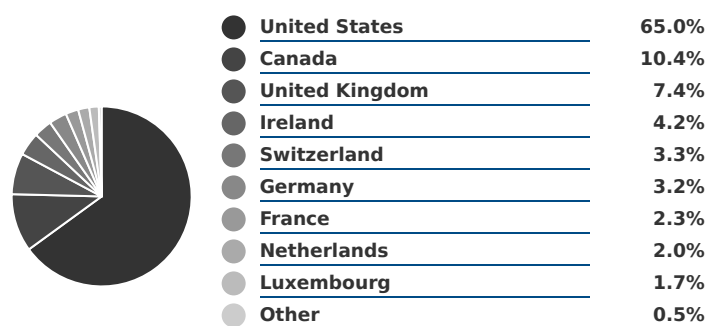 United States 65.0%
Canada 10.4%
United Kingdom 7.4%
Ireland 4.2%
Switzerland 3.3%
Germany 3.2%
France 2.3%
Netherlands 2.0%
Luxembourg 1.7%
Other 0.5%